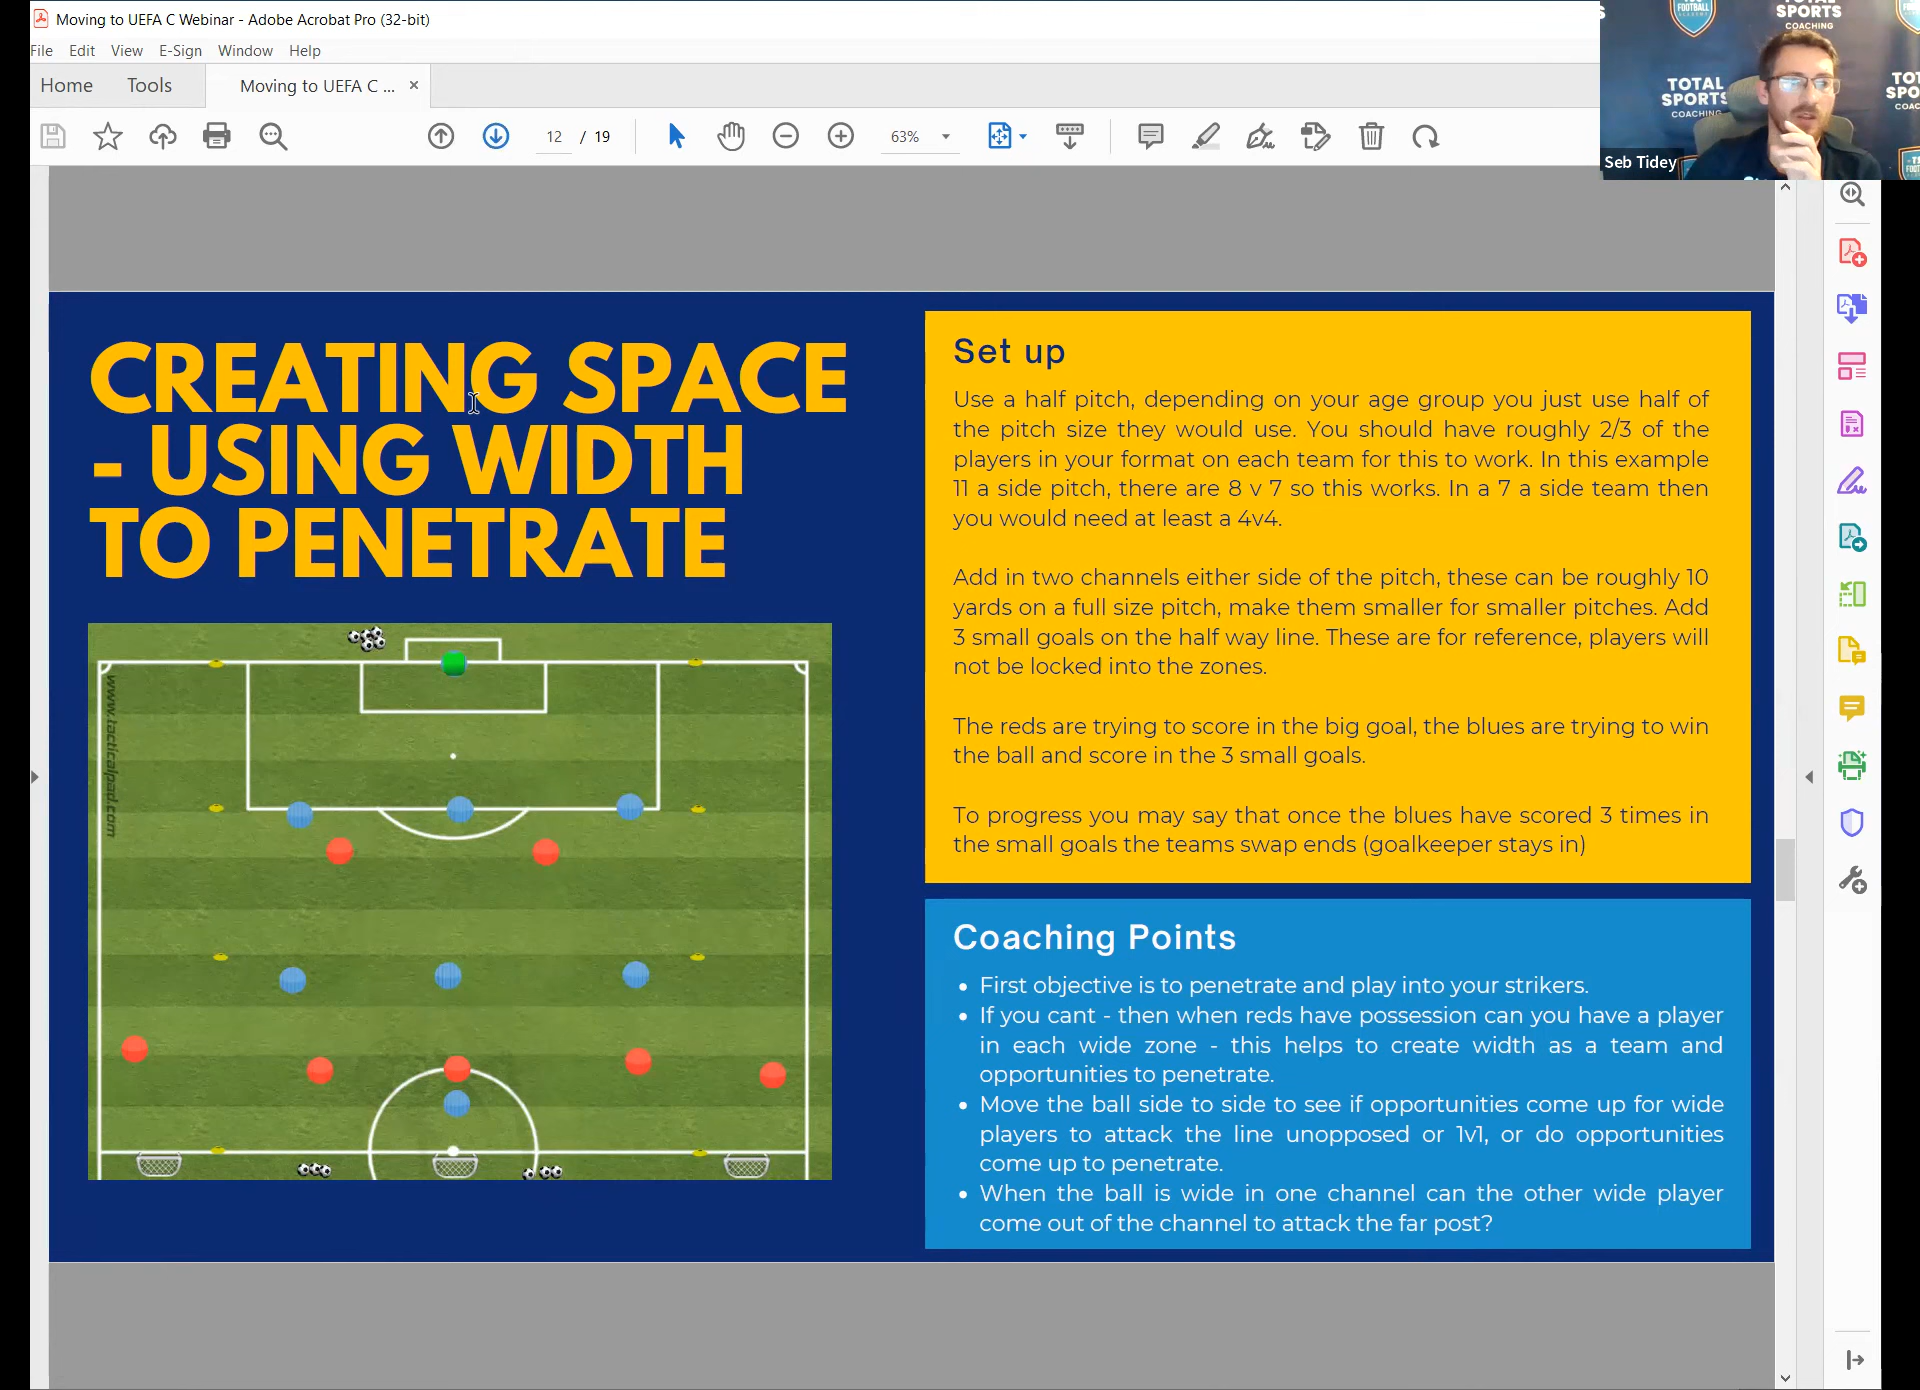 Moving to UEFA C Webinar - Adobe Acrobat Pro (32-bit)
File Edit View E-Sign Window Help
Home Tools Moving to UEFA C ... ×
12 / 19 63%
FOOTBALL
SPORTS
COACHING
TOTAL
SPORTS
COACHING
Seb Tidey
CREATING SPACE
- USING WIDTH
TO PENETRATE
www.tacticalpad.com
Set up
Use a half pitch, depending on your age group you just use half of
the pitch size they would use. You should have roughly 2/3 of the
players in your format on each team for this to work. In this example
11 a side pitch, there are 8 v 7 so this works. In a 7 a side team then
you would need at least a 4v4.
Add in two channels either side of the pitch, these can be roughly 10
yards on a full size pitch, make them smaller for smaller pitches. Add
3 small goals on the half way line. These are for reference, players will
not be locked into the zones.
The reds are trying to score in the big goal, the blues are trying to win
the ball and score in the 3 small goals.
To progress you may say that once the blues have scored 3 times in
the small goals the teams swap ends (goalkeeper stays in)
Coaching Points
• First objective is to penetrate and play into your strikers.
• If you cant - then when reds have possession can you have a player
in each wide zone - this helps to create width as a team and
opportunities to penetrate.
• Move the ball side to side to see if opportunities come up for wide
players to attack the line unopposed or 1v1, or do opportunities
come up to penetrate.
• When the ball is wide in one channel can the other wide player
come out of the channel to attack the far post?